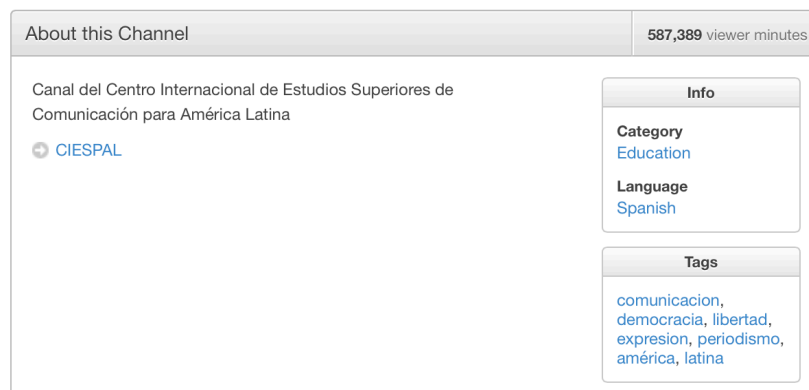 About this Channel
587,389 viewer minutes
Canal del Centro Internacional de Estudios Superiores de
Comunicación para América Latina
CIESPAL
Info
Category
Education
Language
Spanish
Tags
comunicacion,
democracia, libertad,
expresion, periodismo,
américa, latina